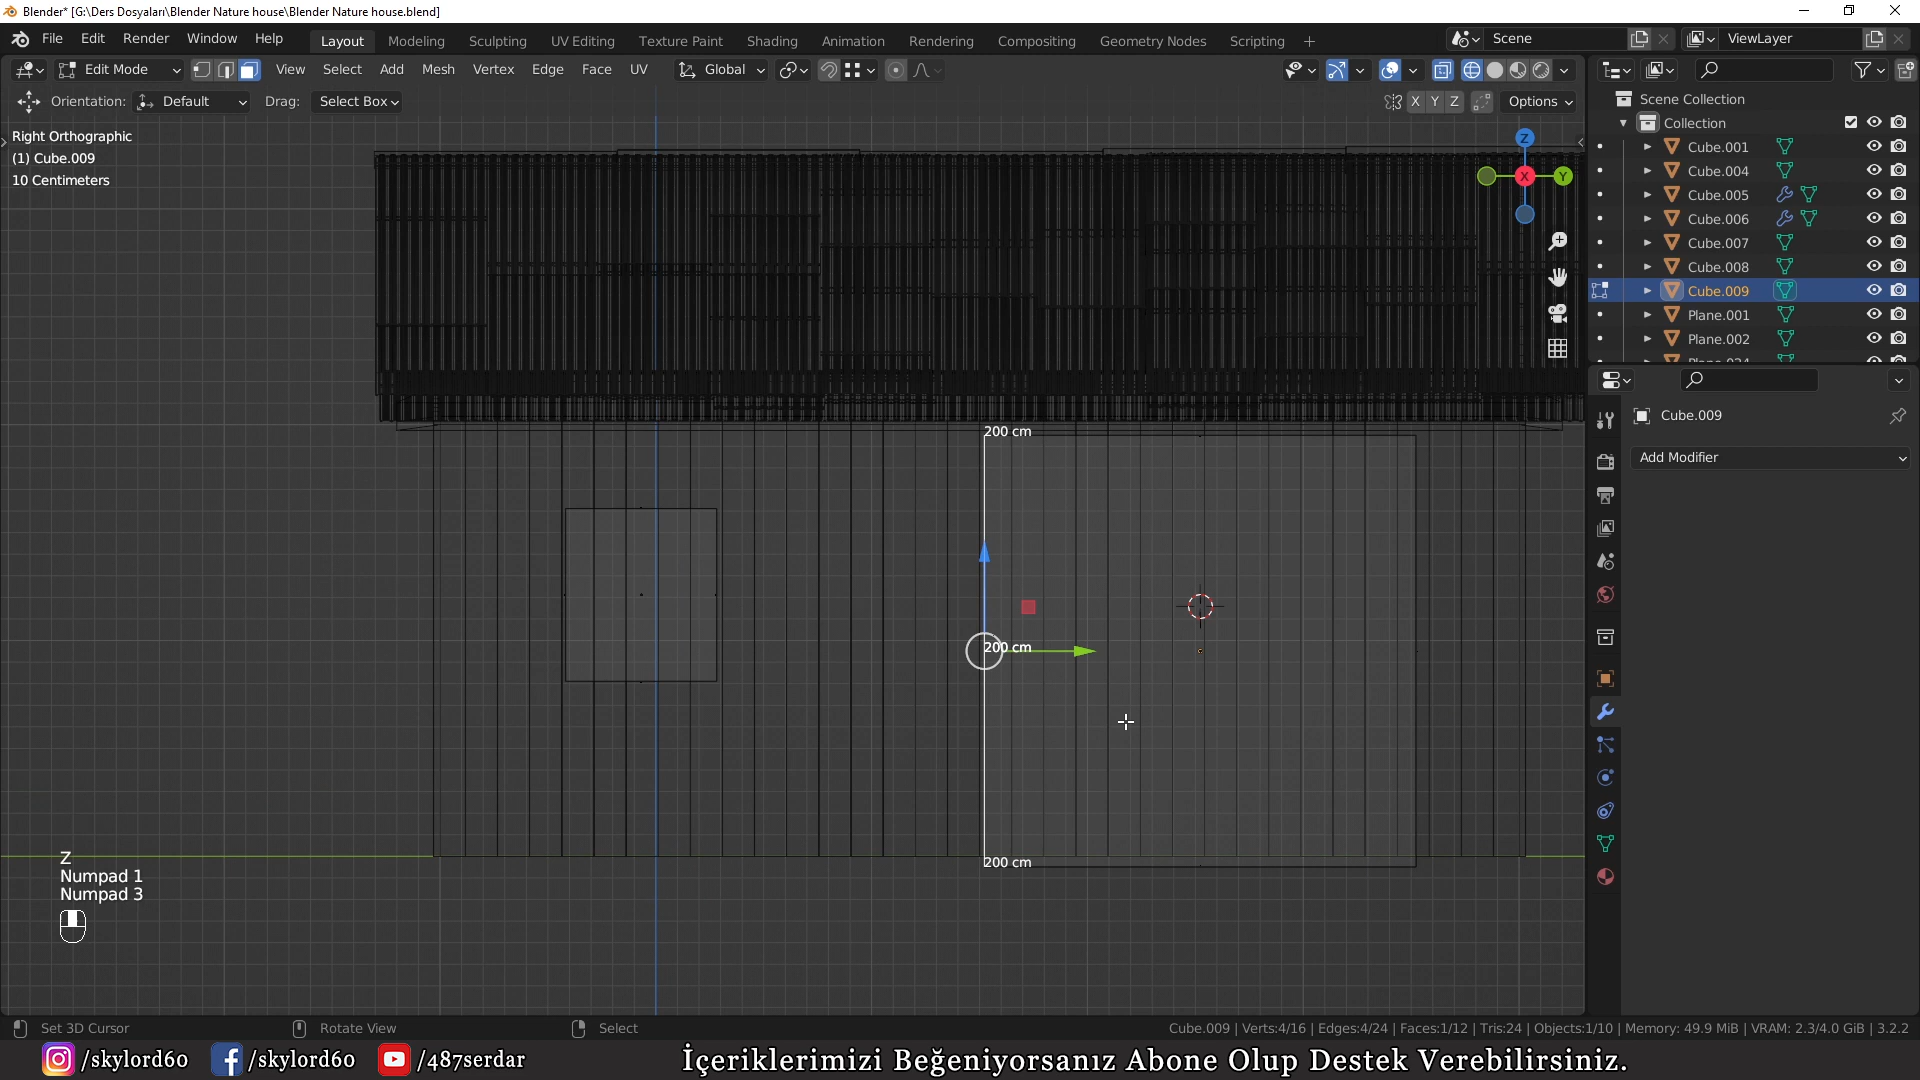 Blender* [G:\Ders Dosyaları\Blender Nature house\Blender Nature house.blend]
File Edit Render Window Help Layout Modeling Sculpting UV Editing Texture Paint Shading Animation Rendering Compositing Geometry Nodes Scripting + Scene ViewLayer
Edit Mode View Select Add Mesh Vertex Edge Face UV Global
Orientation: Default Drag: Select Box X Y Z Options
Right Orthographic
(1) Cube.009
10 Centimeters
Z
X
Y
200 cm
200 cm
200 cm
Z
Numpad 1
Numpad 3
Scene Collection
Collection
Cube.001
Cube.004
Cube.005
Cube.006
Cube.007
Cube.008
Cube.009
Plane.001
Plane.002
Plane.024
Cube.009
Add Modifier
Set 3D Cursor Rotate View Select Cube.009 | Verts:4/16 | Edges:4/24 | Faces:1/12 | Tris:24 | Objects:1/10 | Memory: 49.9 MiB | VRAM: 2.3/4.0 GiB | 3.2.2
/skylord60 /skylord60 /487serdar İçeriklerimizi Beğeniyorsanız Abone Olup Destek Verebilirsiniz.